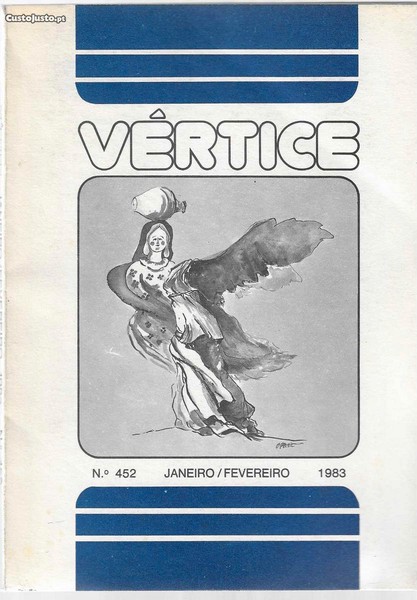 CustoJusto.pt
VÉRTICE
N.º 452 JANEIRO/FEVEREIRO 1983